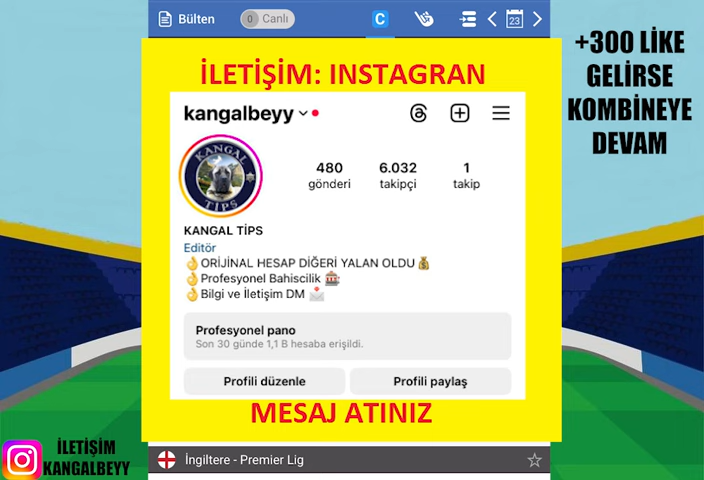 Bülten
0 Canlı
C
23
+300 LİKE
GELİRSE
KOMBİNEYE
DEVAM
İLETİŞİM: INSTAGRAN
kangalbeyy
KANGAL
TİPS
480
gönderi
6.032
takipçi
1
takip
KANGAL TİPS
Editör
👌ORİJİNAL HESAP DİĞERİ YALAN OLDU💰
👌Profesyonel Bahiscilik 🎰
👌Bilgi ve İletişim DM 📩
Profesyonel pano
Son 30 günde 1,1 B hesaba erişildi.
Profili düzenle
Profili paylaş
MESAJ ATINIZ
İLETİŞİM
KANGALBEYY
İngiltere - Premier Lig